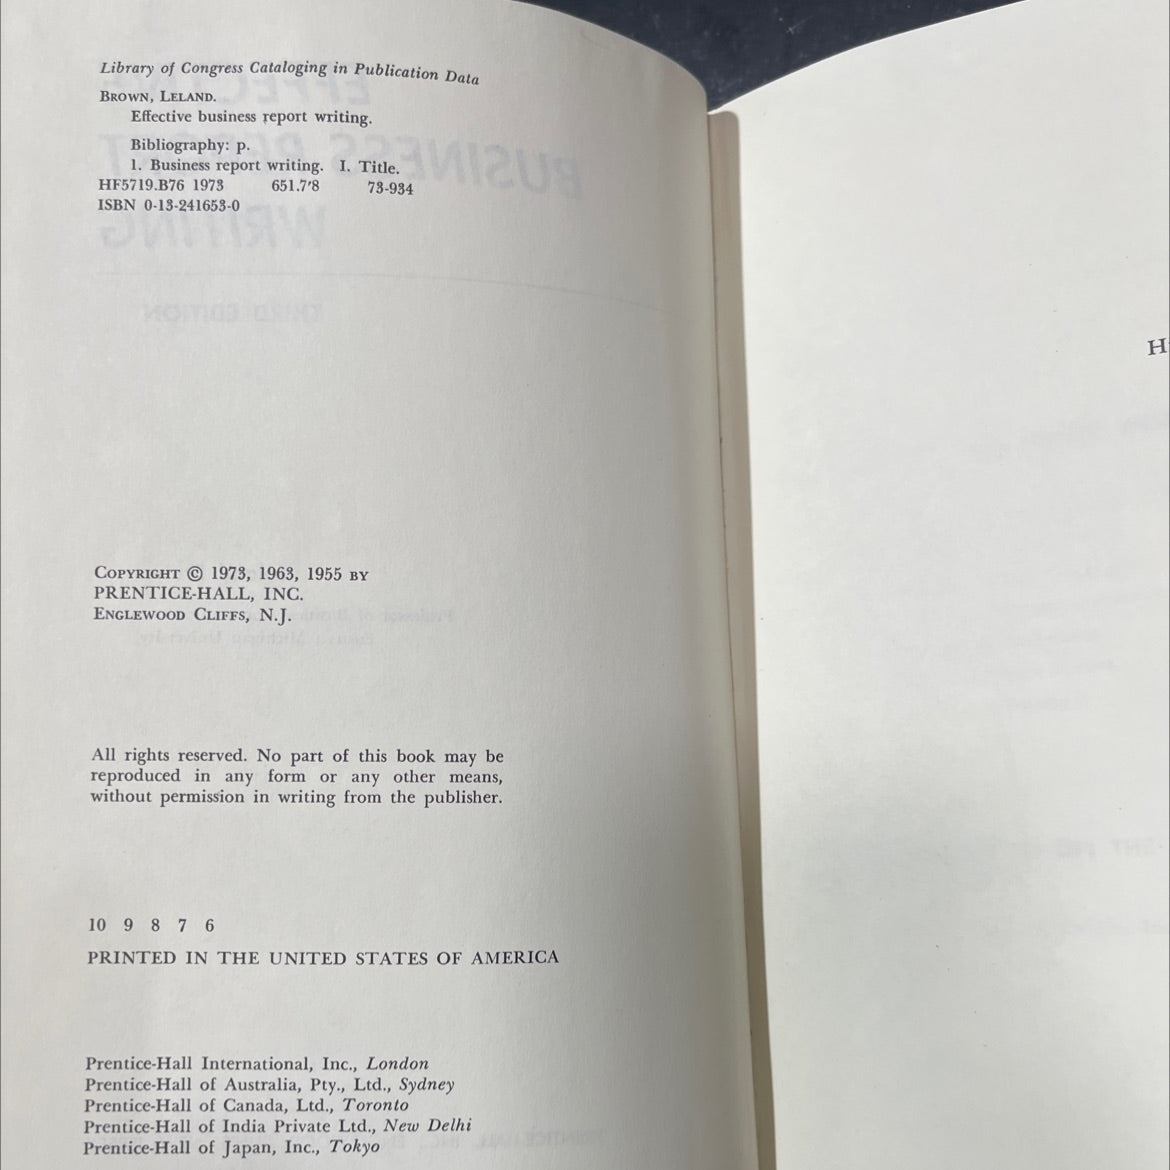 Library of Congress Cataloging in Publication Data
BROWN, LELAND.
Effective business report writing.
Bibliography: p.
1. Business report writing. I. Title.
HF5719.B76 1973 651.7'8 73-934
ISBN 0-13-241653-0
COPYRIGHT © 1973, 1963, 1955 BY
PRENTICE-HALL, INC.
ENGLEWOOD CLIFFS, N.J.
All rights reserved. No part of this book may be
reproduced in any form or any other means,
without permission in writing from the publisher.
10 9 8 7 6
PRINTED IN THE UNITED STATES OF AMERICA
Prentice-Hall International, Inc., London
Prentice-Hall of Australia, Pty., Ltd., Sydney
Prentice-Hall of Canada, Ltd., Toronto
Prentice-Hall of India Private Ltd., New Delhi
Prentice-Hall of Japan, Inc., Tokyo